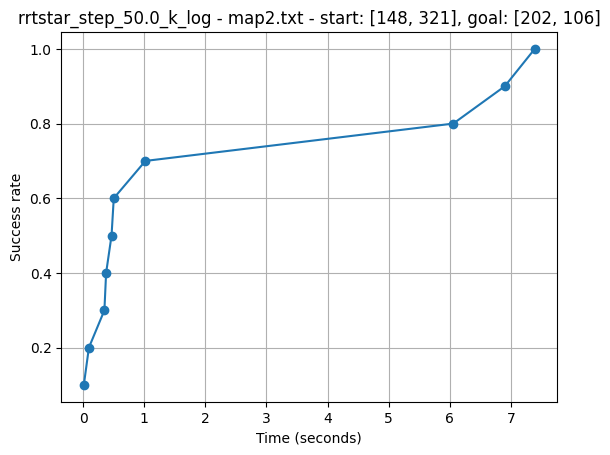 rrtstar_step_50.0_k_log - map2.txt - start: [148, 321], goal: [202, 106]
1.0
0.8
0.6
0.4
0.2
Success rate
0 1 2 3 4 5 6 7
Time (seconds)